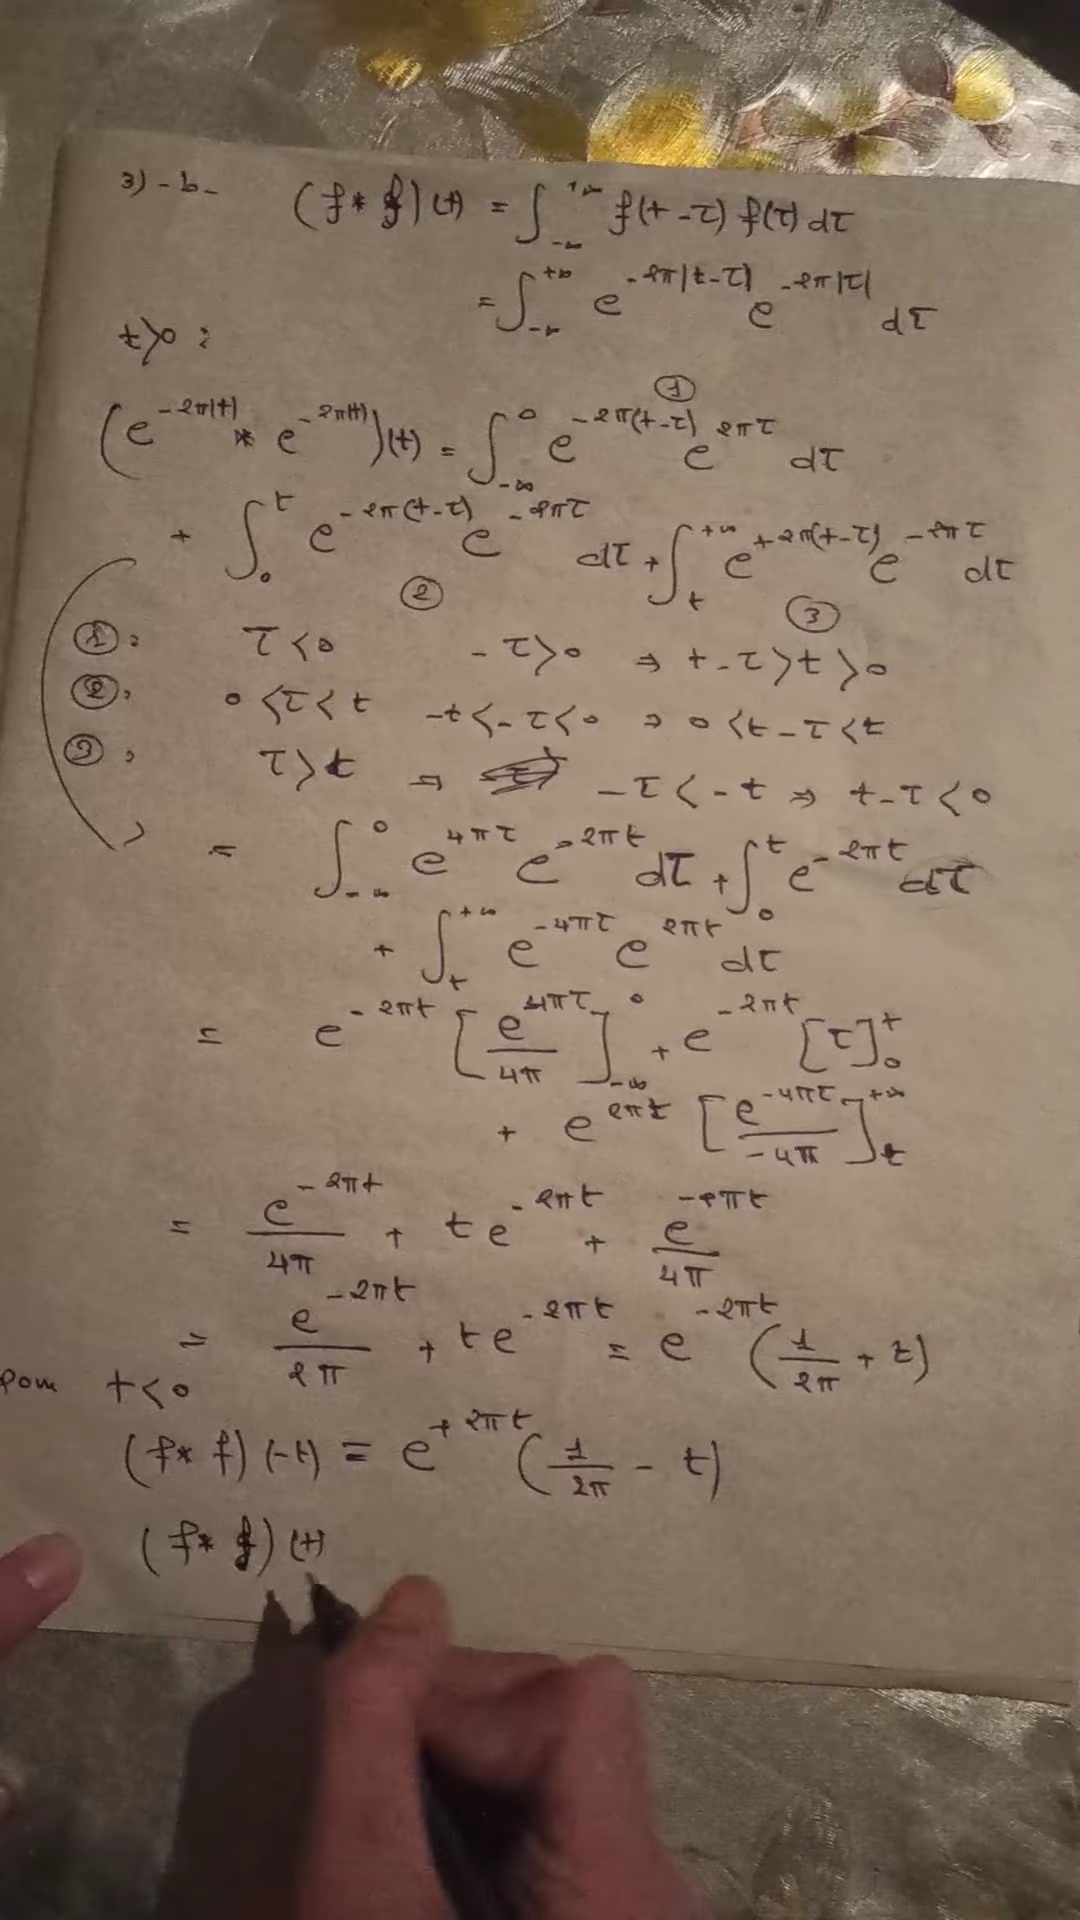 3) - b - (f * f)(t) = ∫_{-∞}^{+∞} f(t-τ) f(τ) dτ
= ∫_{-∞}^{+∞} e^{-2π|t-τ|} e^{-2π|τ|} dτ
t>0 :
①
(e^{-2π|t|} * e^{-2π|t|})(t) = ∫_{-∞}^{0} e^{-2π(t-τ)} e^{2πτ} dτ
+ ∫_{0}^{t} e^{-2π(t-τ)} e^{-2πτ} dτ + ∫_{t}^{+∞} e^{+2π(t-τ)} e^{-2πτ} dτ
② ③
①: τ<0 -τ>0 ⇒ t-τ>t>0
②: 0<τ<t -t<-τ<0 ⇒ 0<t-τ<t
③: τ>t ⇒ -τ<-t ⇒ t-τ<0
= ∫_{-∞}^{0} e^{4πτ} e^{-2πt} dτ + ∫_{0}^{t} e^{-2πt} dτ
+ ∫_{t}^{+∞} e^{-4πτ} e^{2πt} dτ
= e^{-2πt} [e^{4πτ}/4π]_{-∞}^{0} + e^{-2πt} [τ]_{0}^{t}
+ e^{2πt} [e^{-4πτ}/-4π]_{t}^{+∞}
= e^{-2πt}/4π + t e^{-2πt} + e^{-2πt}/4π
= e^{-2πt}/2π + t e^{-2πt} = e^{-2πt} (1/2π + t)
pour t<0
(f * f)(-t) = e^{+2πt} (1/2π - t)
(f * f)(t)